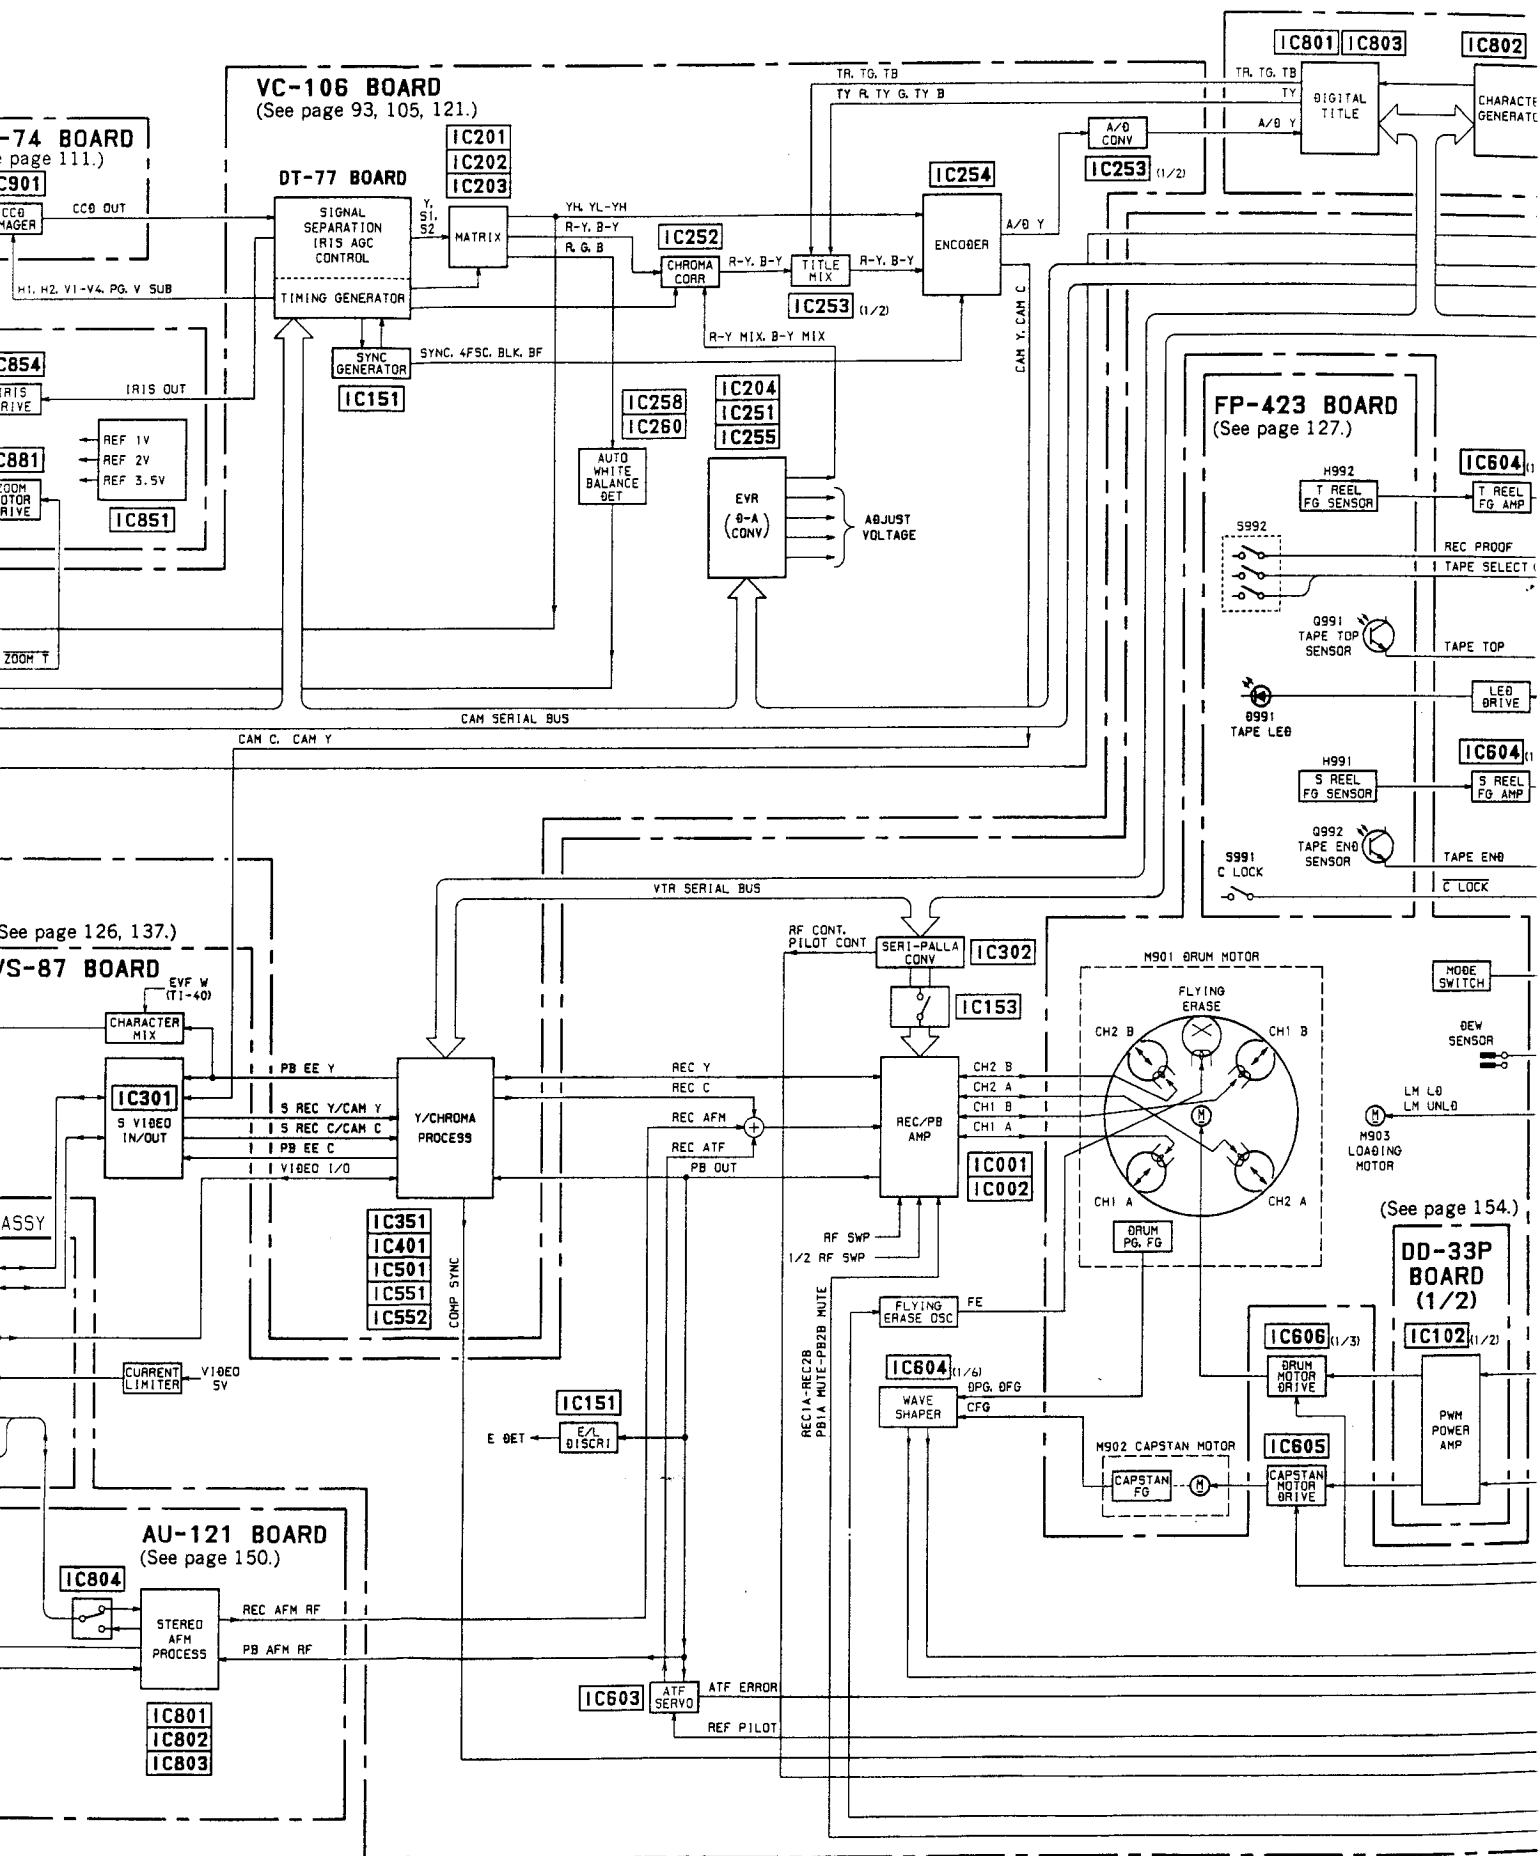 IC801 IC803
IC802
TR. TG. TB
TY R. TY G. TY B
TR. TG. TB
TY
A/D Y
DIGITAL
TITLE
VC-106 BOARD
(See page 93, 105, 121.)
-74 BOARD
page 111.)
C901
CCD OUT
DT-77 BOARD
IC201
IC202
IC203
SIGNAL
SEPARATION
IRIS AGC
CONTROL
TIMING GENERATOR
Y,
S1,
S2
MATRIX
YH, YL-YH
R-Y, B-Y
R, G, B
IC252
CHROMA
CORR
R-Y, B-Y
TITLE
MIX
IC253 (1/2)
R-Y, B-Y
IC254
ENCODER
A/D Y
A/D
CONV
IC253 (1/2)
H1, H2, V1-V4, PG, V SUB
SYNC
GENERATOR
IC151
SYNC, 4FSC, BLK, BF
R-Y MIX, B-Y MIX
CAM Y, CAM C
C854
IRIS OUT
REF 1V
REF 2V
REF 3.5V
IC851
C881
IC258
IC260
AUTO
WHITE
BALANCE
DET
IC204
IC251
IC255
EVR
(D-A
CONV)
ADJUST
VOLTAGE
ZOOM T
CAM SERIAL BUS
CAM C, CAM Y
FP-423 BOARD
(See page 127.)
H992
T REEL
FG SENSOR
IC604
T REEL
FG AMP
S992
REC PROOF
TAPE SELECT
Q991
TAPE TOP
SENSOR
TAPE TOP
D991
TAPE LED
LED
DRIVE
H991
S REEL
FG SENSOR
IC604
S REEL
FG AMP
Q992
TAPE END
SENSOR
TAPE END
S991
C LOCK
C LOCK
VTR SERIAL BUS
See page 126, 137.)
VS-87 BOARD
EVF W
(TI-40)
CHARACTER
MIX
IC301
S VIDEO
IN/OUT
PB EE Y
S REC Y/CAM Y
S REC C/CAM C
PB EE C
VIDEO I/O
Y/CHROMA
PROCESS
IC351
IC401
IC501
IC551
IC552
COMP SYNC
REC Y
REC C
REC AFM
REC ATF
PB OUT
RF CONT,
PILOT CONT
SERI-PALLA
CONV
IC302
IC153
REC/PB
AMP
CH2 B
CH2 A
CH1 B
CH1 A
IC001
IC002
RF SWP
1/2 RF SWP
REC1A-REC2B
PB1A MUTE-PB2B MUTE
M901 DRUM MOTOR
FLYING
ERASE
CH2 B
CH1 B
M
CH1 A
CH2 A
DRUM
PG, FG
MODE
SWITCH
DEW
SENSOR
LM LD
LM UNLD
M
M903
LOADING
MOTOR
(See page 154.)
DD-33P
BOARD
(1/2)
IC102 (1/2)
PWM
POWER
AMP
IC606 (1/3)
DRUM
MOTOR
DRIVE
IC605
CAPSTAN
MOTOR
DRIVE
FLYING
ERASE OSC
FE
IC604 (1/6)
WAVE
SHAPER
DPG, DFG
CFG
M902 CAPSTAN MOTOR
CAPSTAN
FG
M
ASSY
CURRENT
LIMITER
VIDEO
5V
IC151
E/L
DISCRI
E DET
AU-121 BOARD
(See page 150.)
IC804
STEREO
AFM
PROCESS
IC801
IC802
IC803
REC AFM RF
PB AFM RF
IC603
ATF
SERVO
ATF ERROR
REF PILOT